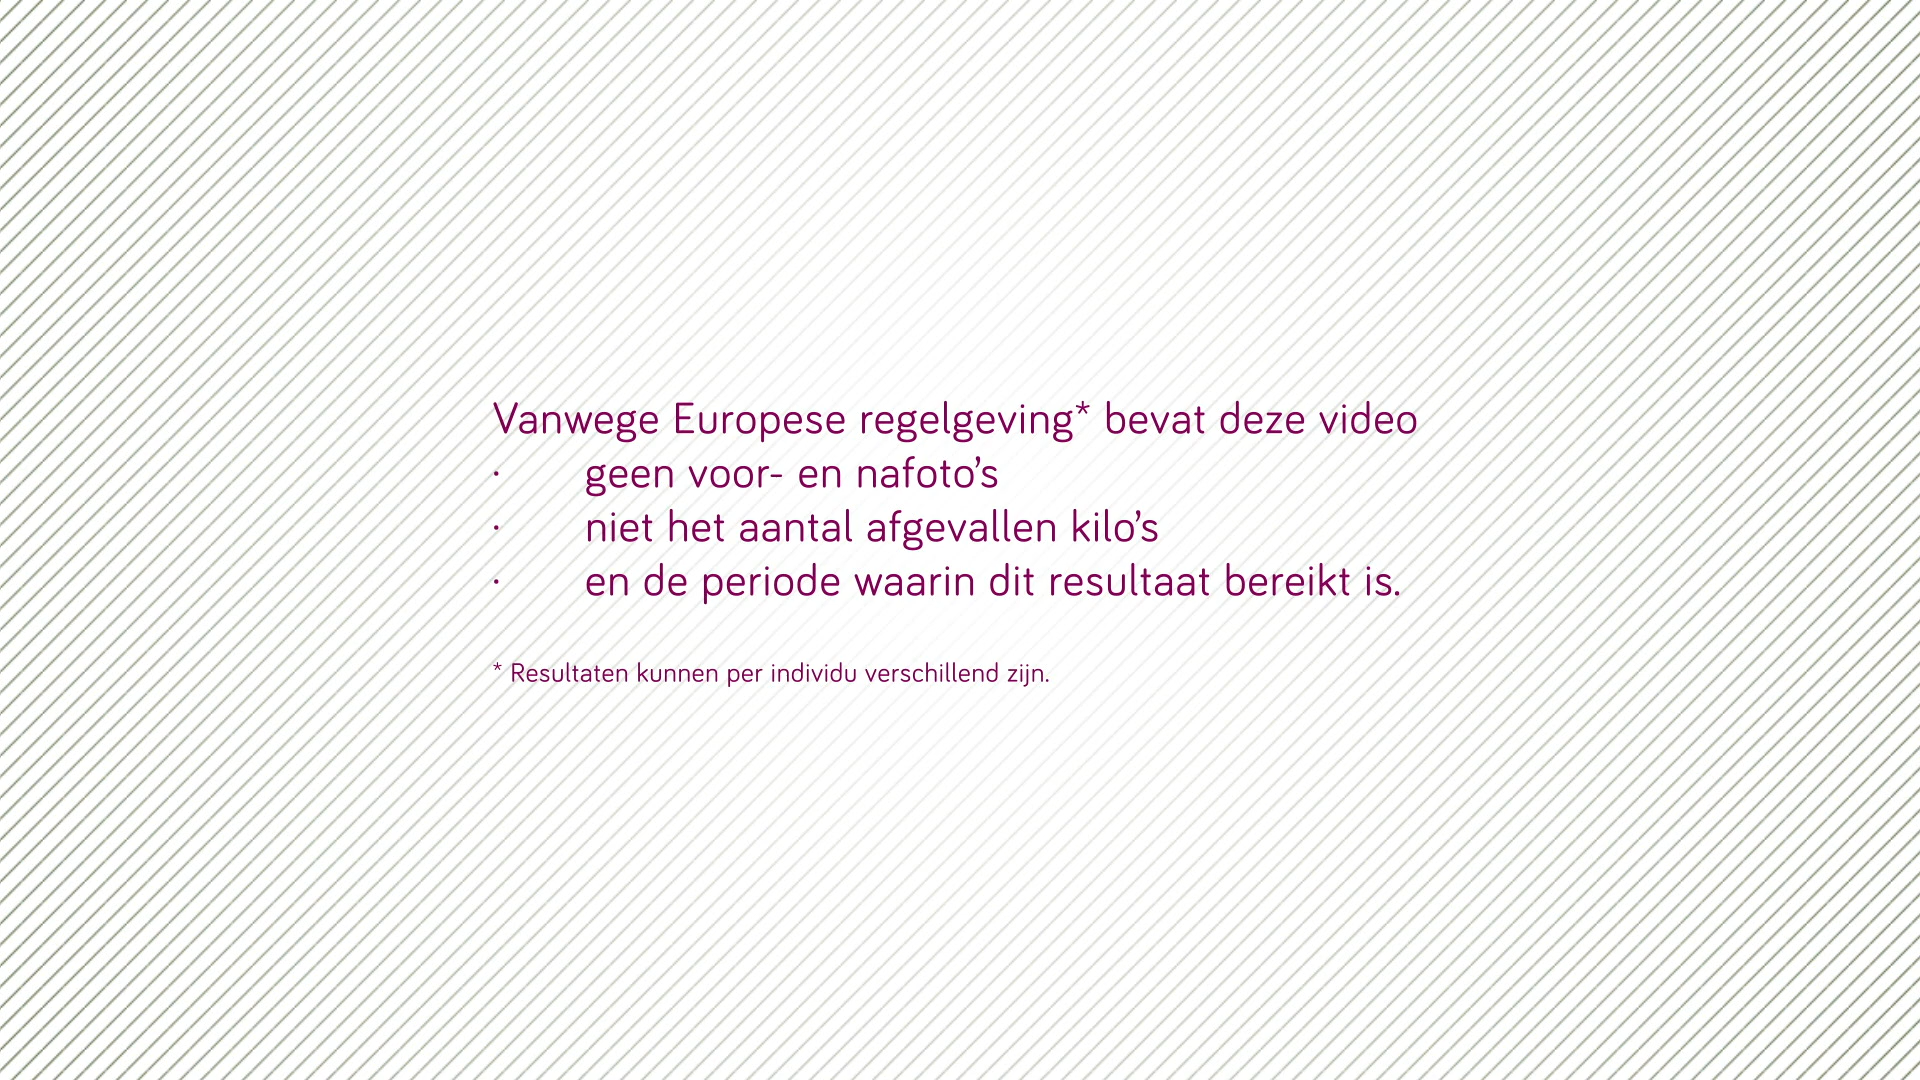 Vanwege Europese regelgeving* bevat deze video
· geen voor- en nafoto’s
· niet het aantal afgevallen kilo’s
· en de periode waarin dit resultaat bereikt is.
* Resultaten kunnen per individu verschillend zijn.